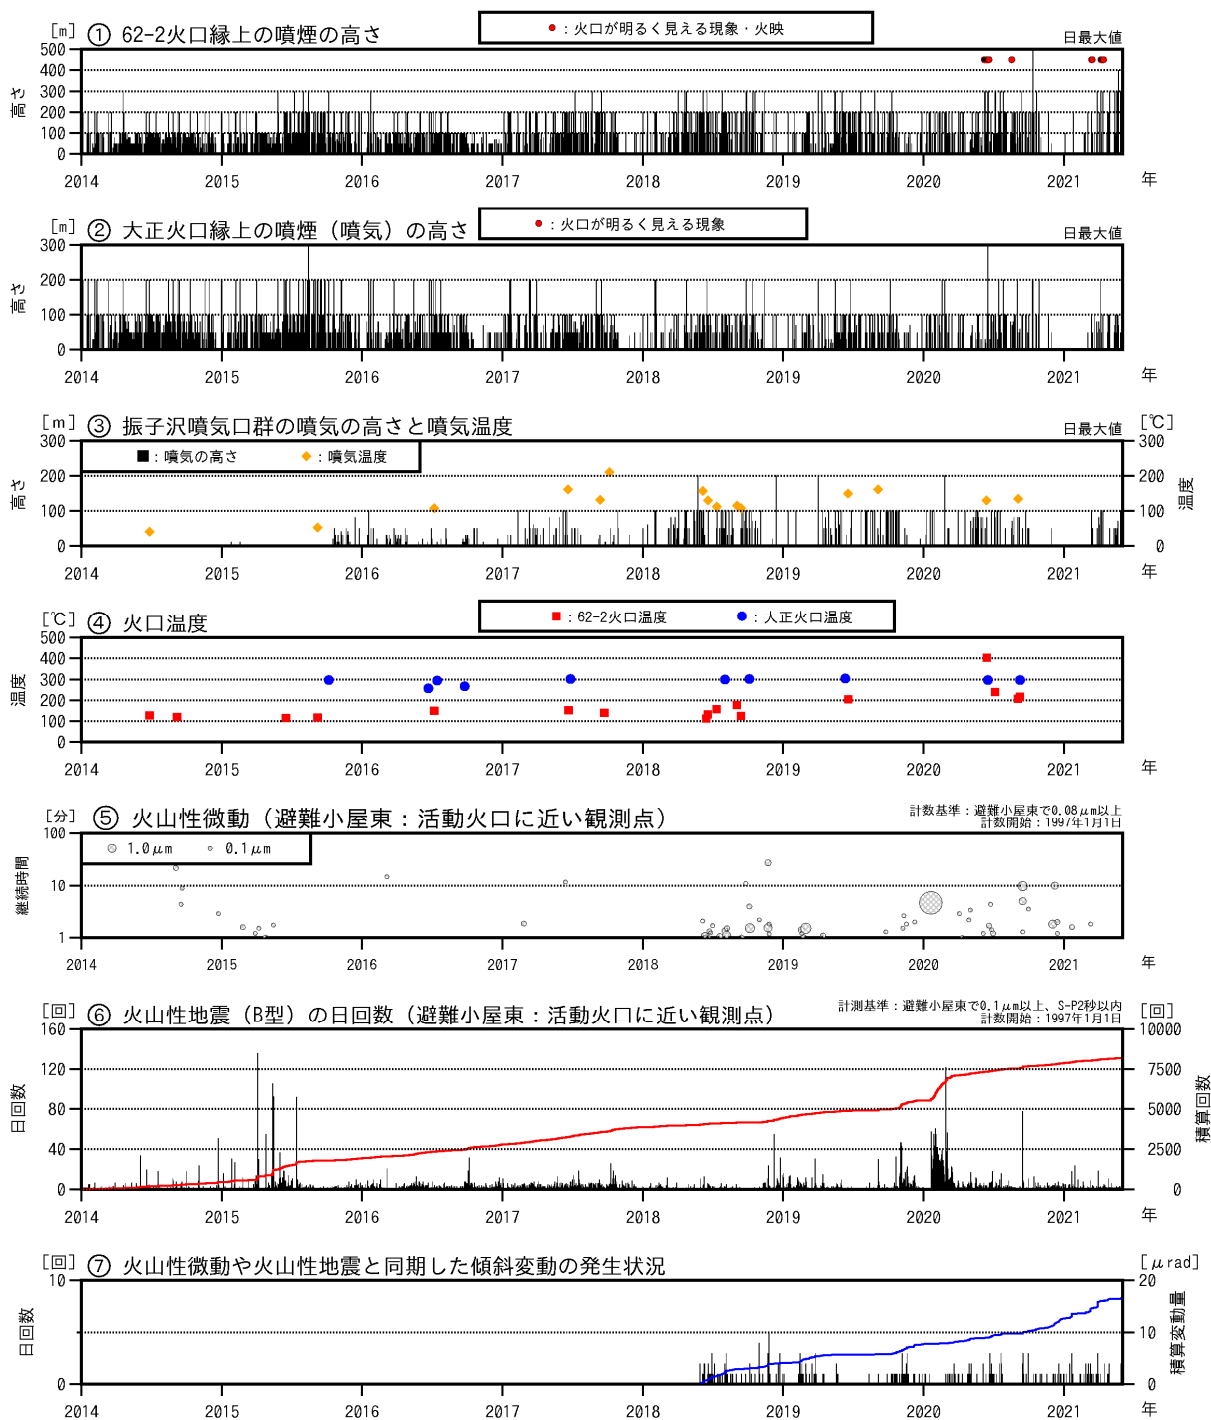 [m] ① 62-2火口縁上の噴煙の高さ
●：火口が明るく見える現象・火映
日最大値
500
400
300
200
100
0
高さ
2014 2015 2016 2017 2018 2019 2020 2021 年
[m] ② 大正火口縁上の噴煙（噴気）の高さ
●：火口が明るく見える現象
日最大値
300
200
100
0
高さ
2014 2015 2016 2017 2018 2019 2020 2021 年
[m] ③ 振子沢噴気口群の噴気の高さと噴気温度
日最大値 [℃]
■：噴気の高さ ◆：噴気温度
300 300
200 200
100 100
0 0
高さ
温度
2014 2015 2016 2017 2018 2019 2020 2021 年
[℃] ④ 火口温度
■：62-2火口温度 ●：大正火口温度
500
400
300
200
100
0
温度
2014 2015 2016 2017 2018 2019 2020 2021 年
[分] ⑤ 火山性微動（避難小屋東：活動火口に近い観測点）
計数基準：避難小屋東で0.08μm以上
計数開始：1997年1月1日
1.0μm 0.1μm
100
10
1
継続時間
2014 2015 2016 2017 2018 2019 2020 2021 年
[回] ⑥ 火山性地震（B型）の日回数（避難小屋東：活動火口に近い観測点）
計測基準：避難小屋東で0.1μm以上、S-P2秒以内
計数開始：1997年1月1日
[回]
160 10000
120 7500
80 5000
40 2500
0 0
日回数
積算回数
2014 2015 2016 2017 2018 2019 2020 2021 年
[回] ⑦ 火山性微動や火山性地震と同期した傾斜変動の発生状況
[μrad]
10 20
5 10
0 0
日回数
積算変動量
2014 2015 2016 2017 2018 2019 2020 2021 年